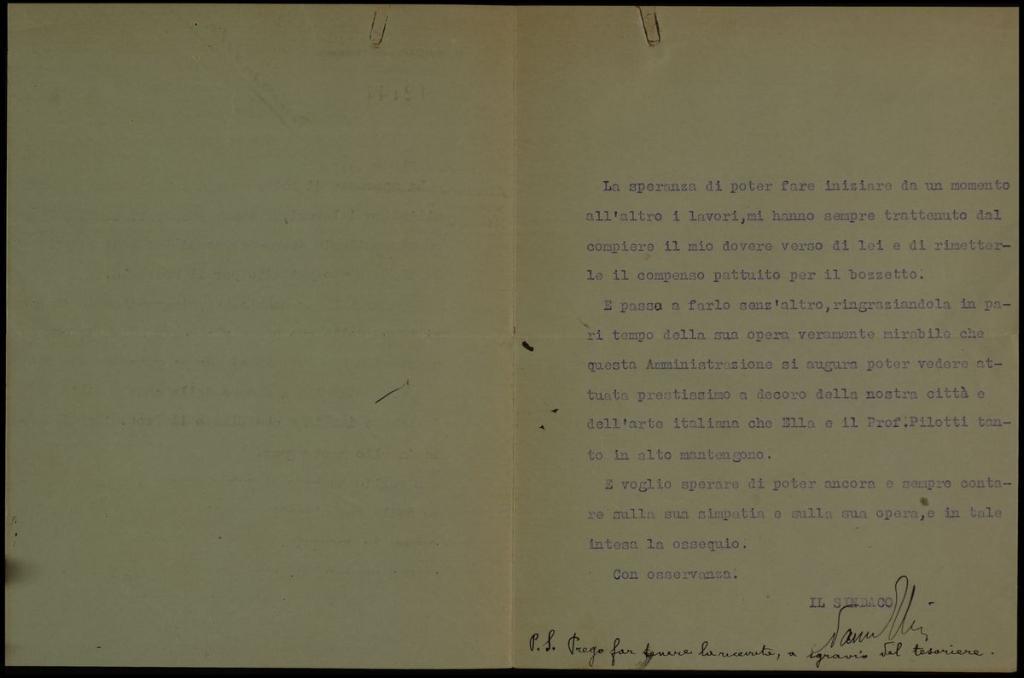 La speranza di poter fare iniziare da un momento
all'altro i lavori,mi hanno sempre trattenuto dal
compiere il mio dovere verso di lei e di rimetter-
le il compenso pattuito per il bozzetto.
E passo a farlo senz'altro,ringraziandola in pa-
ri tempo della sua opera veramente mirabile che
questa Amministrazione si augura poter vedere at-
tuata prestissimo a decoro della nostra città e
dell'arte italiana che Ella e il Prof.Pilotti tan-
to in alto mantengono.
E voglio sperare di poter ancora e sempre conta-
re sulla sua simpatia e sulla sua opera,e in tale
intesa la ossequio.
Con osservanza.
IL SINDACO
P.S. Prego far tenere la ricevuta, a sgravio del tesoriere.